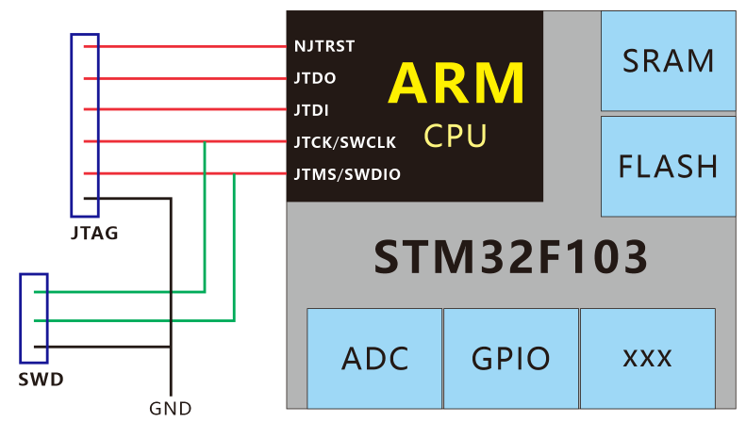 NJTRST
JTDO
JTDI
JTCK/SWCLK
JTMS/SWDIO
ARM
CPU
SRAM
FLASH
JTAG
STM32F103
SWD
GND
ADC
GPIO
xxx